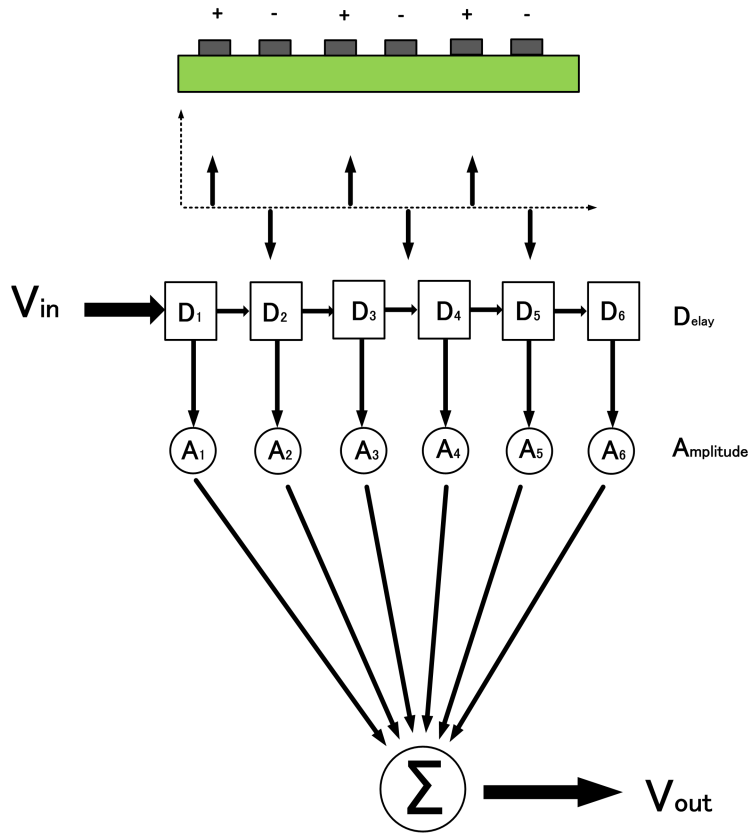 + - + - + -
Vin D1 D2 D3 D4 D5 D6 Delay
A1 A2 A3 A4 A5 A6 Amplitude
Σ Vout